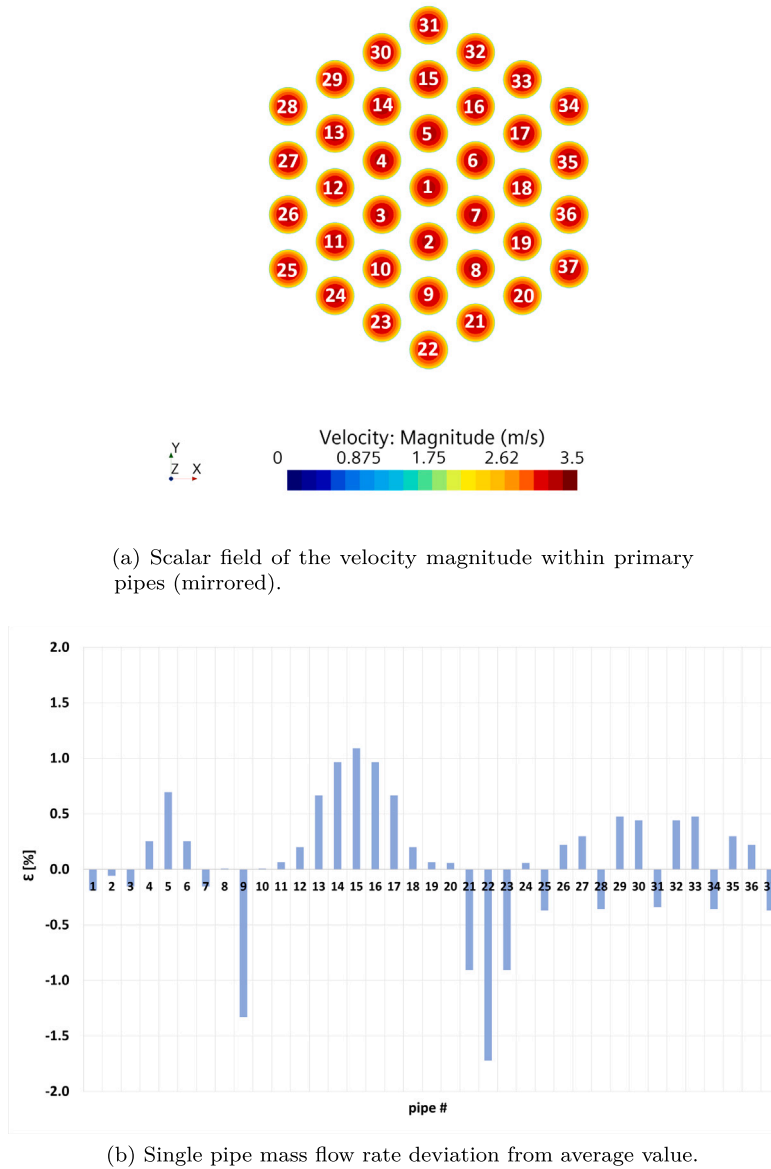 31
30 32
29 15 33
28 14 16 34
13 5 17
27 4 6 35
12 1 18
26 3 7 36
11 2 19
25 10 8 37
24 9 20
23 21
22
Velocity: Magnitude (m/s)
0 0.875 1.75 2.62 3.5
Y
Z X
(a) Scalar field of the velocity magnitude within primary
pipes (mirrored).
2.0
1.5
1.0
0.5
0.0
1 2 3 4 5 6 7 8 9 10 11 12 13 14 15 16 17 18 19 20 21 22 23 24 25 26 27 28 29 30 31 32 33 34 35 36
-0.5
-1.0
-1.5
-2.0
ε [%]
pipe #
(b) Single pipe mass flow rate deviation from average value.